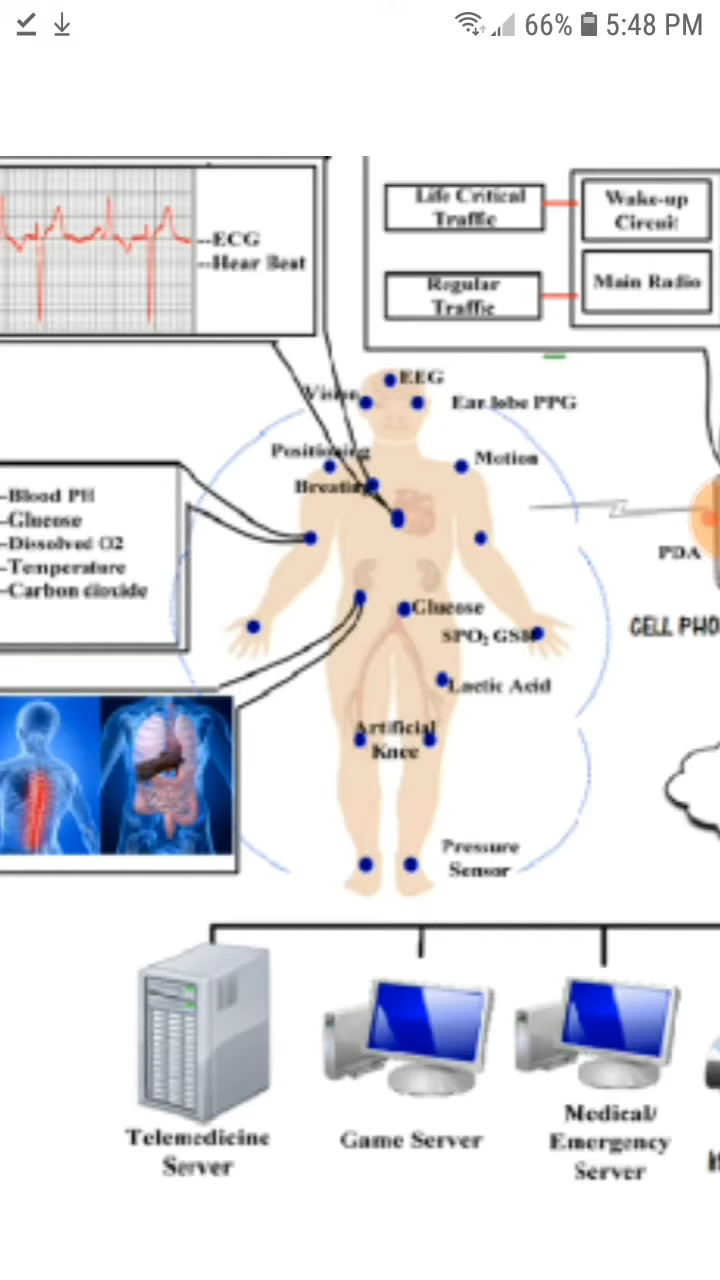 66% 5:48 PM
--ECG
--Hear Beat
Life Critical
Traffic
Wake-up
Circuit
Regular
Traffic
Main Radio
EEG
Vision
Ear lobe PPG
Positioning
Motion
Breating
-Blood PH
-Glucose
-Dissolved O2
-Temperature
-Carbon dioxide
PDA
CELL PHO
Glucose
SPO₂ GSR
Lactic Acid
Artificial
Knee
Pressure
Sensor
Telemedicine
Server
Game Server
Medical/
Emergency
Server